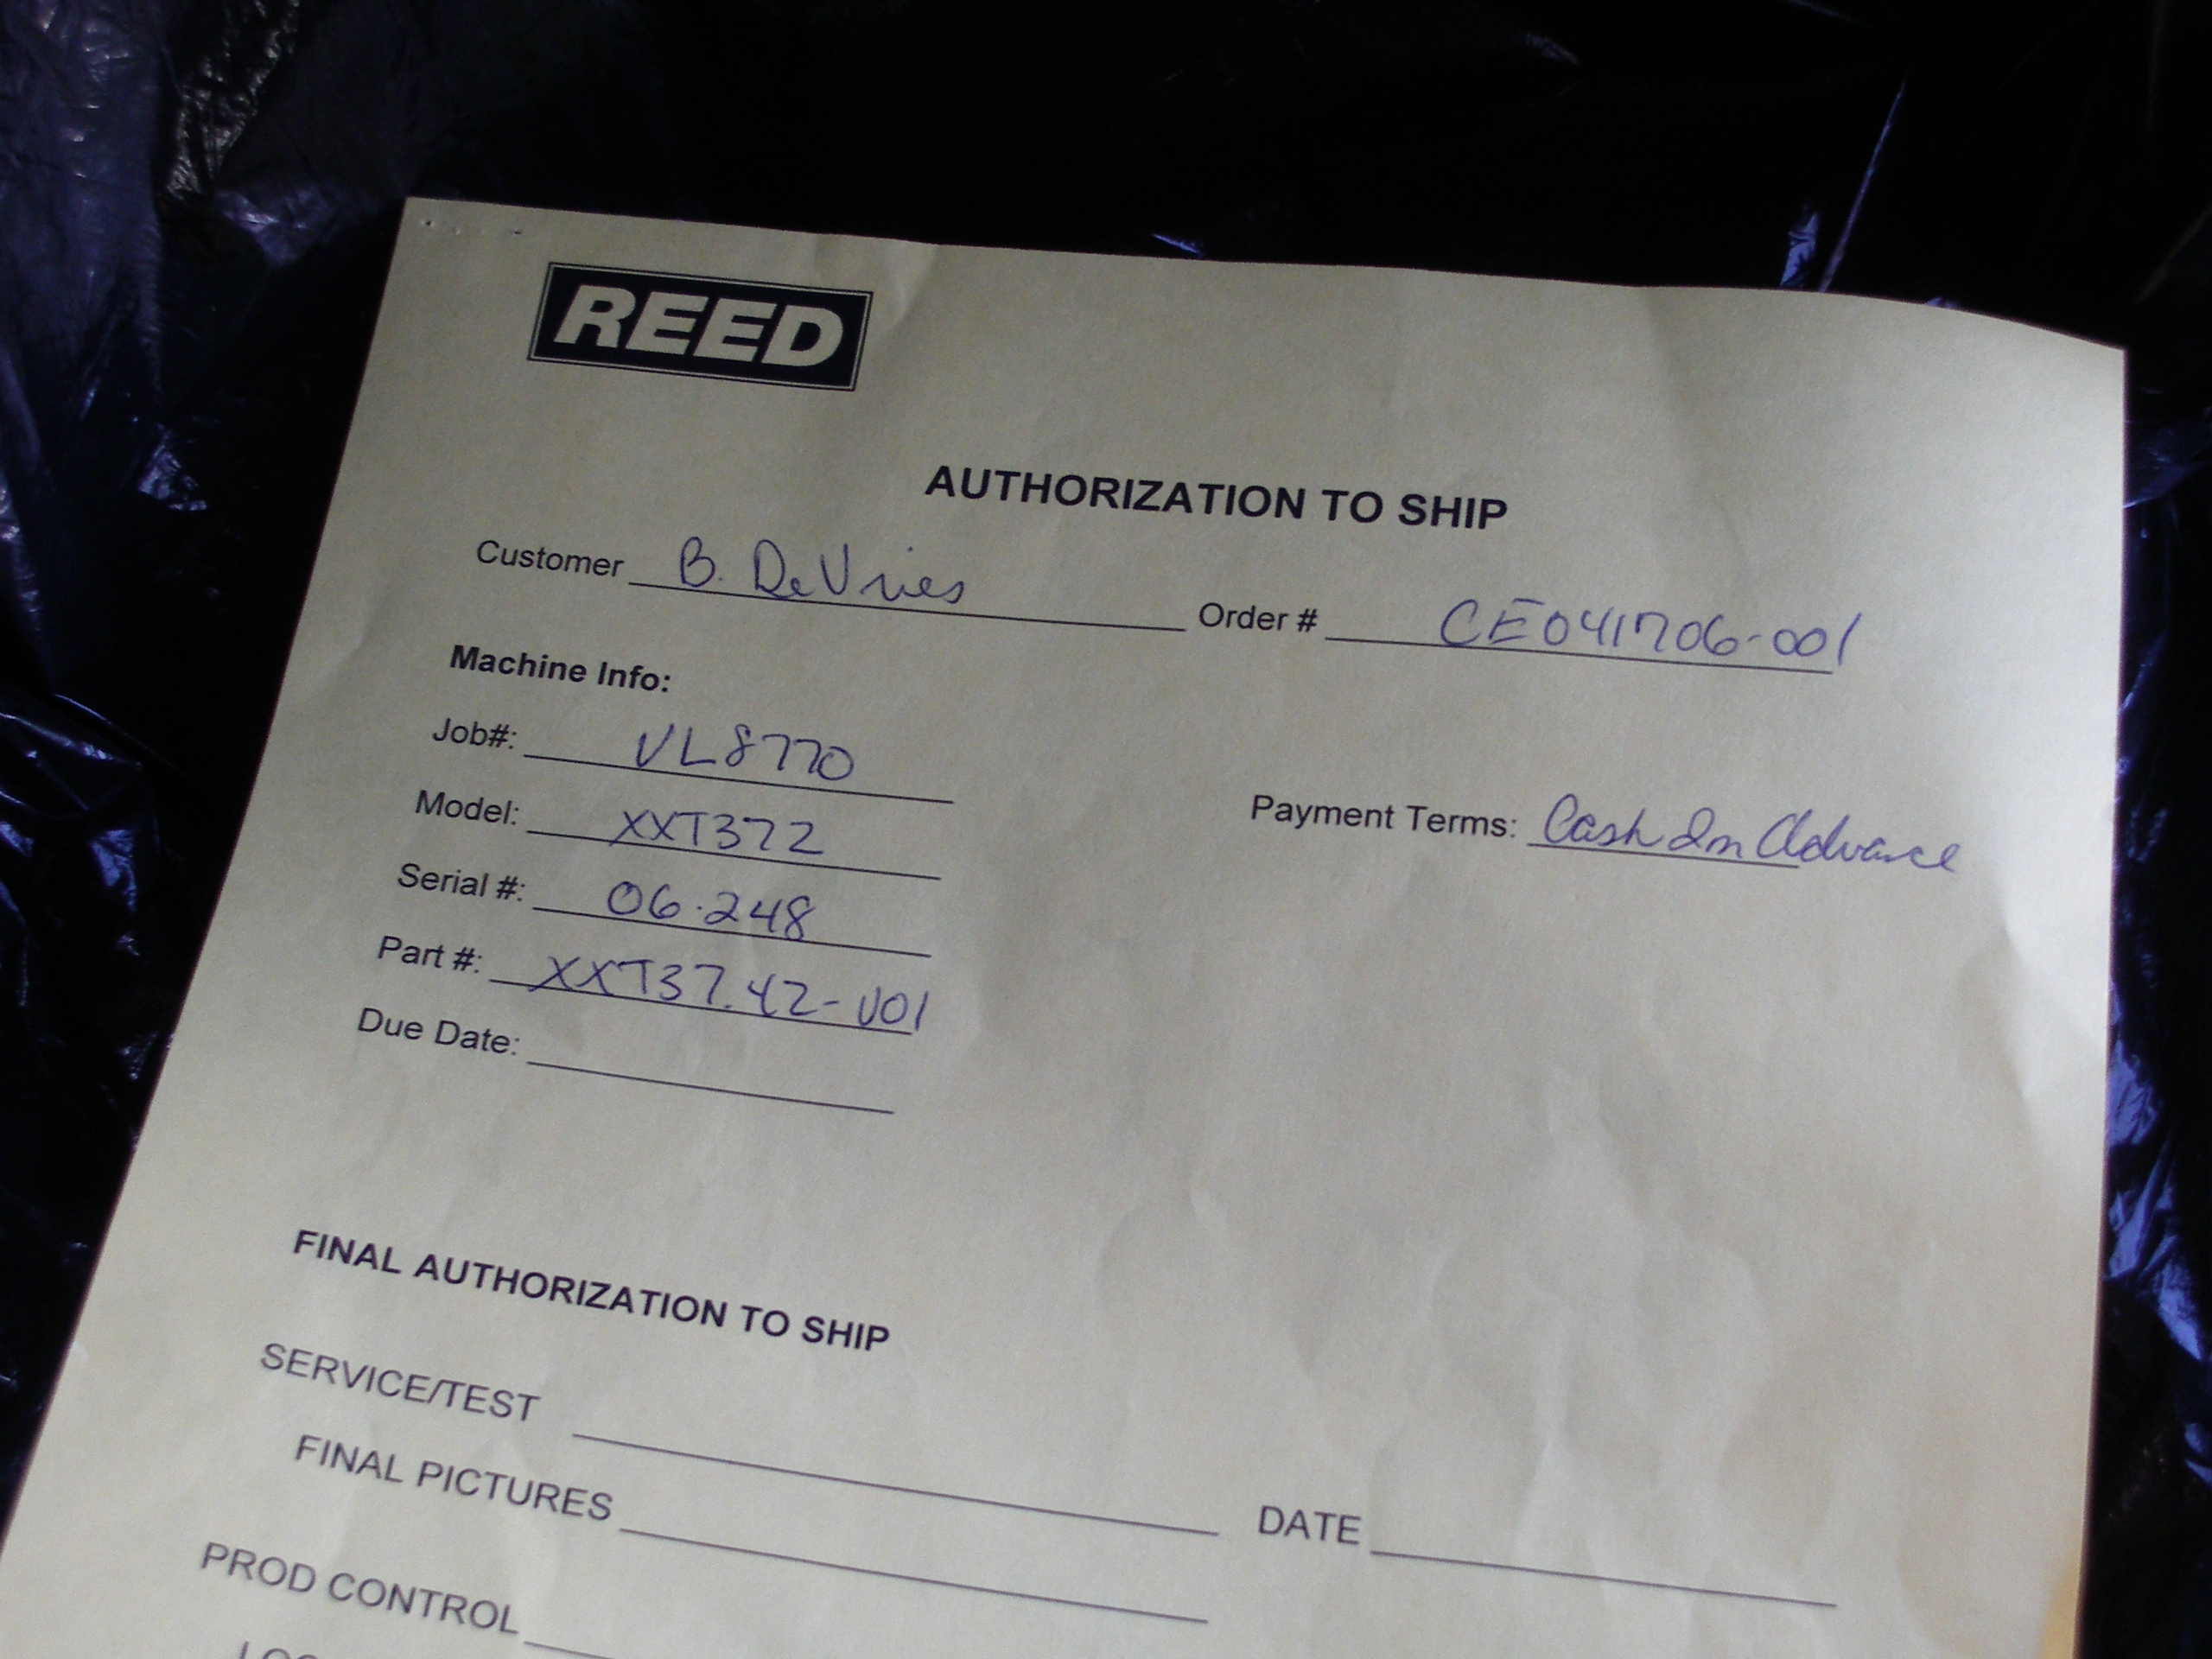 REED
AUTHORIZATION TO SHIP
Customer B. DeVries Order # CE041706-001
Machine Info:
Job#: VL8770
Model: XXT372 Payment Terms: Cash In Advance
Serial #: 06-248
Part #: XXT37.42-V01
Due Date:
FINAL AUTHORIZATION TO SHIP
SERVICE/TEST
FINAL PICTURES DATE
PROD CONTROL